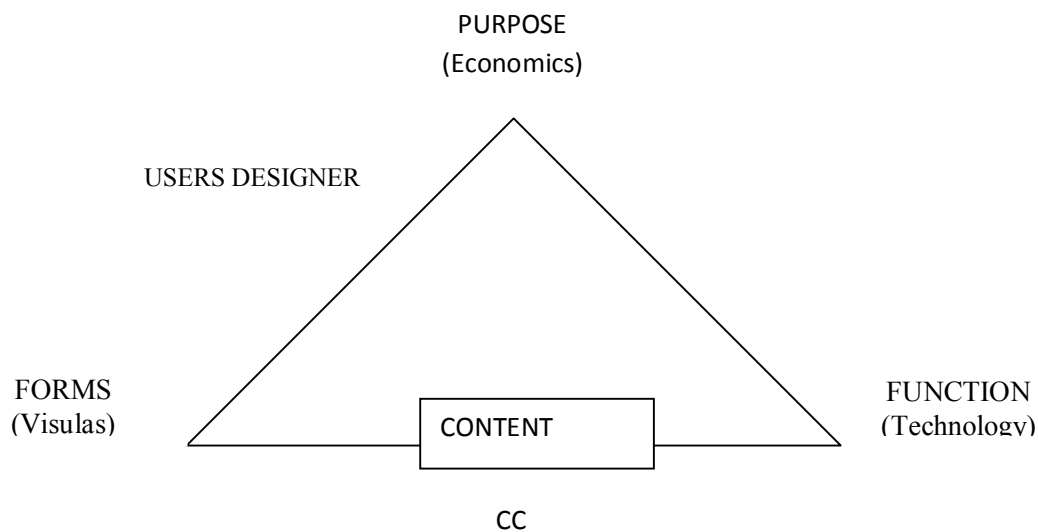 PURPOSE
(Economics)
USERS DESIGNER
FORMS
(Visulas)
CONTENT
FUNCTION
(Technology)
CC